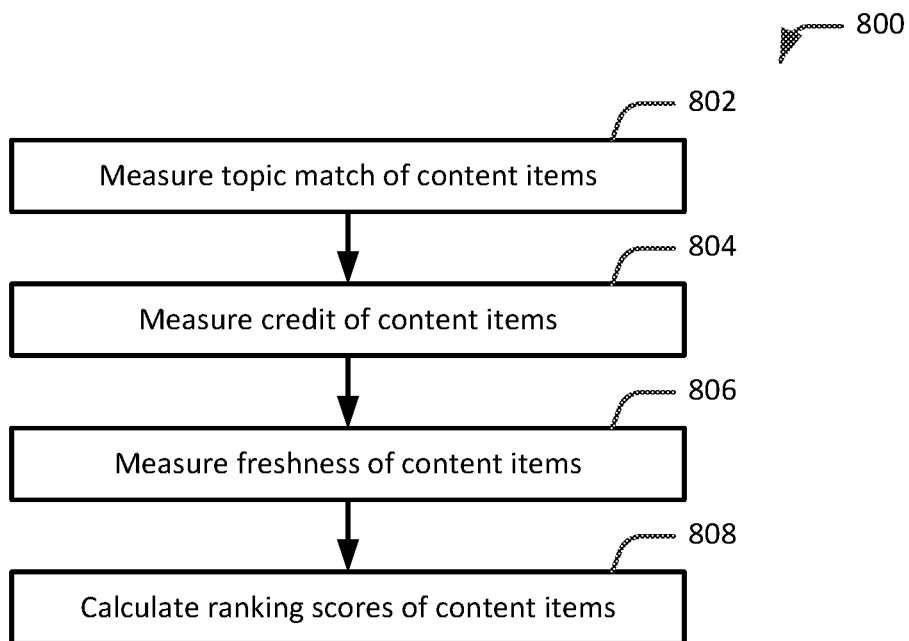 800
802
Measure topic match of content items
804
Measure credit of content items
806
Measure freshness of content items
808
Calculate ranking scores of content items